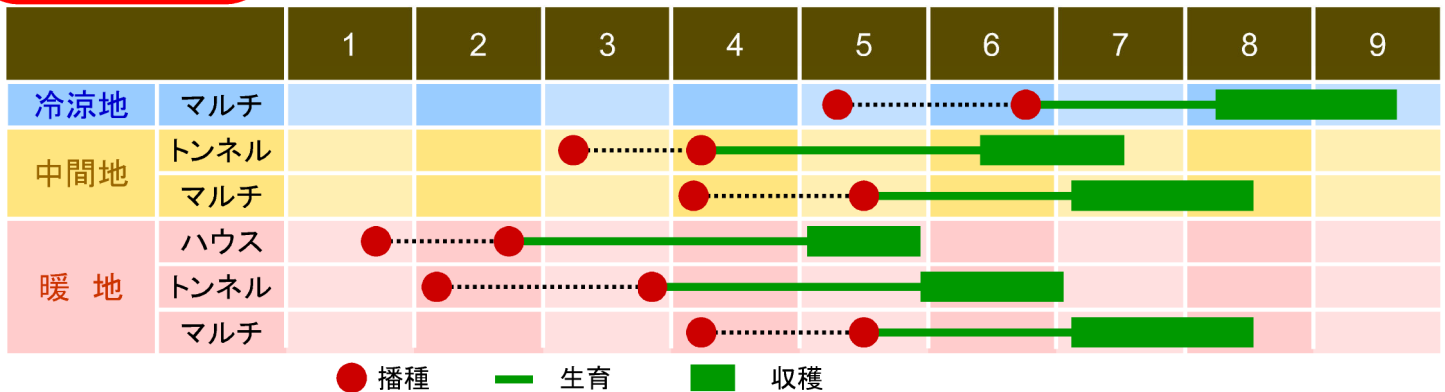 1 2 3 4 5 6 7 8 9
冷涼地 マルチ
中間地 トンネル
マルチ
暖 地 ハウス
トンネル
マルチ
播種 生育 収穫